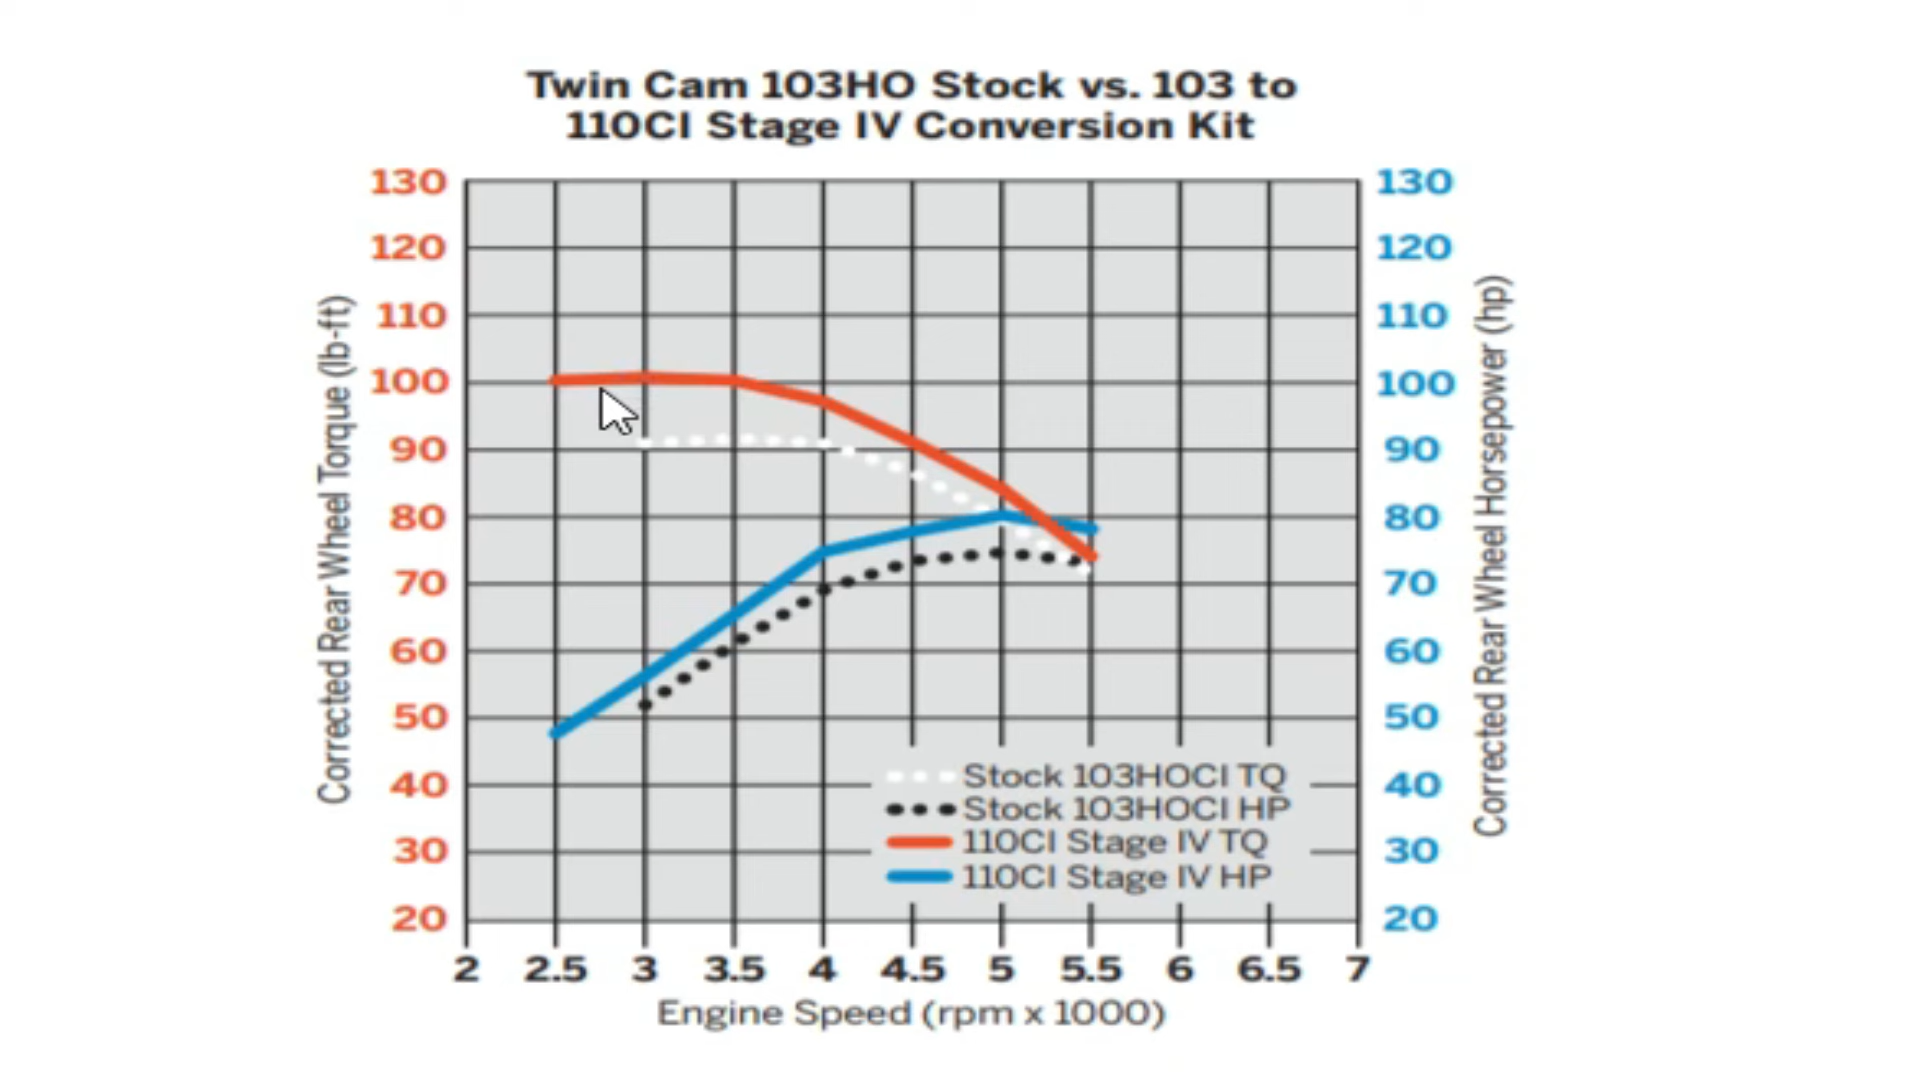 Twin Cam 103HO Stock vs. 103 to
110CI Stage IV Conversion Kit
Corrected Rear Wheel Torque (lb-ft)
130
120
110
100
90
80
70
60
50
40
30
20
130
120
110
100
90
80
70
60
50
40
30
20
Corrected Rear Wheel Horsepower (hp)
Stock 103HOCI TQ
Stock 103HOCI HP
110CI Stage IV TQ
110CI Stage IV HP
2 2.5 3 3.5 4 4.5 5 5.5 6 6.5 7
Engine Speed (rpm x 1000)